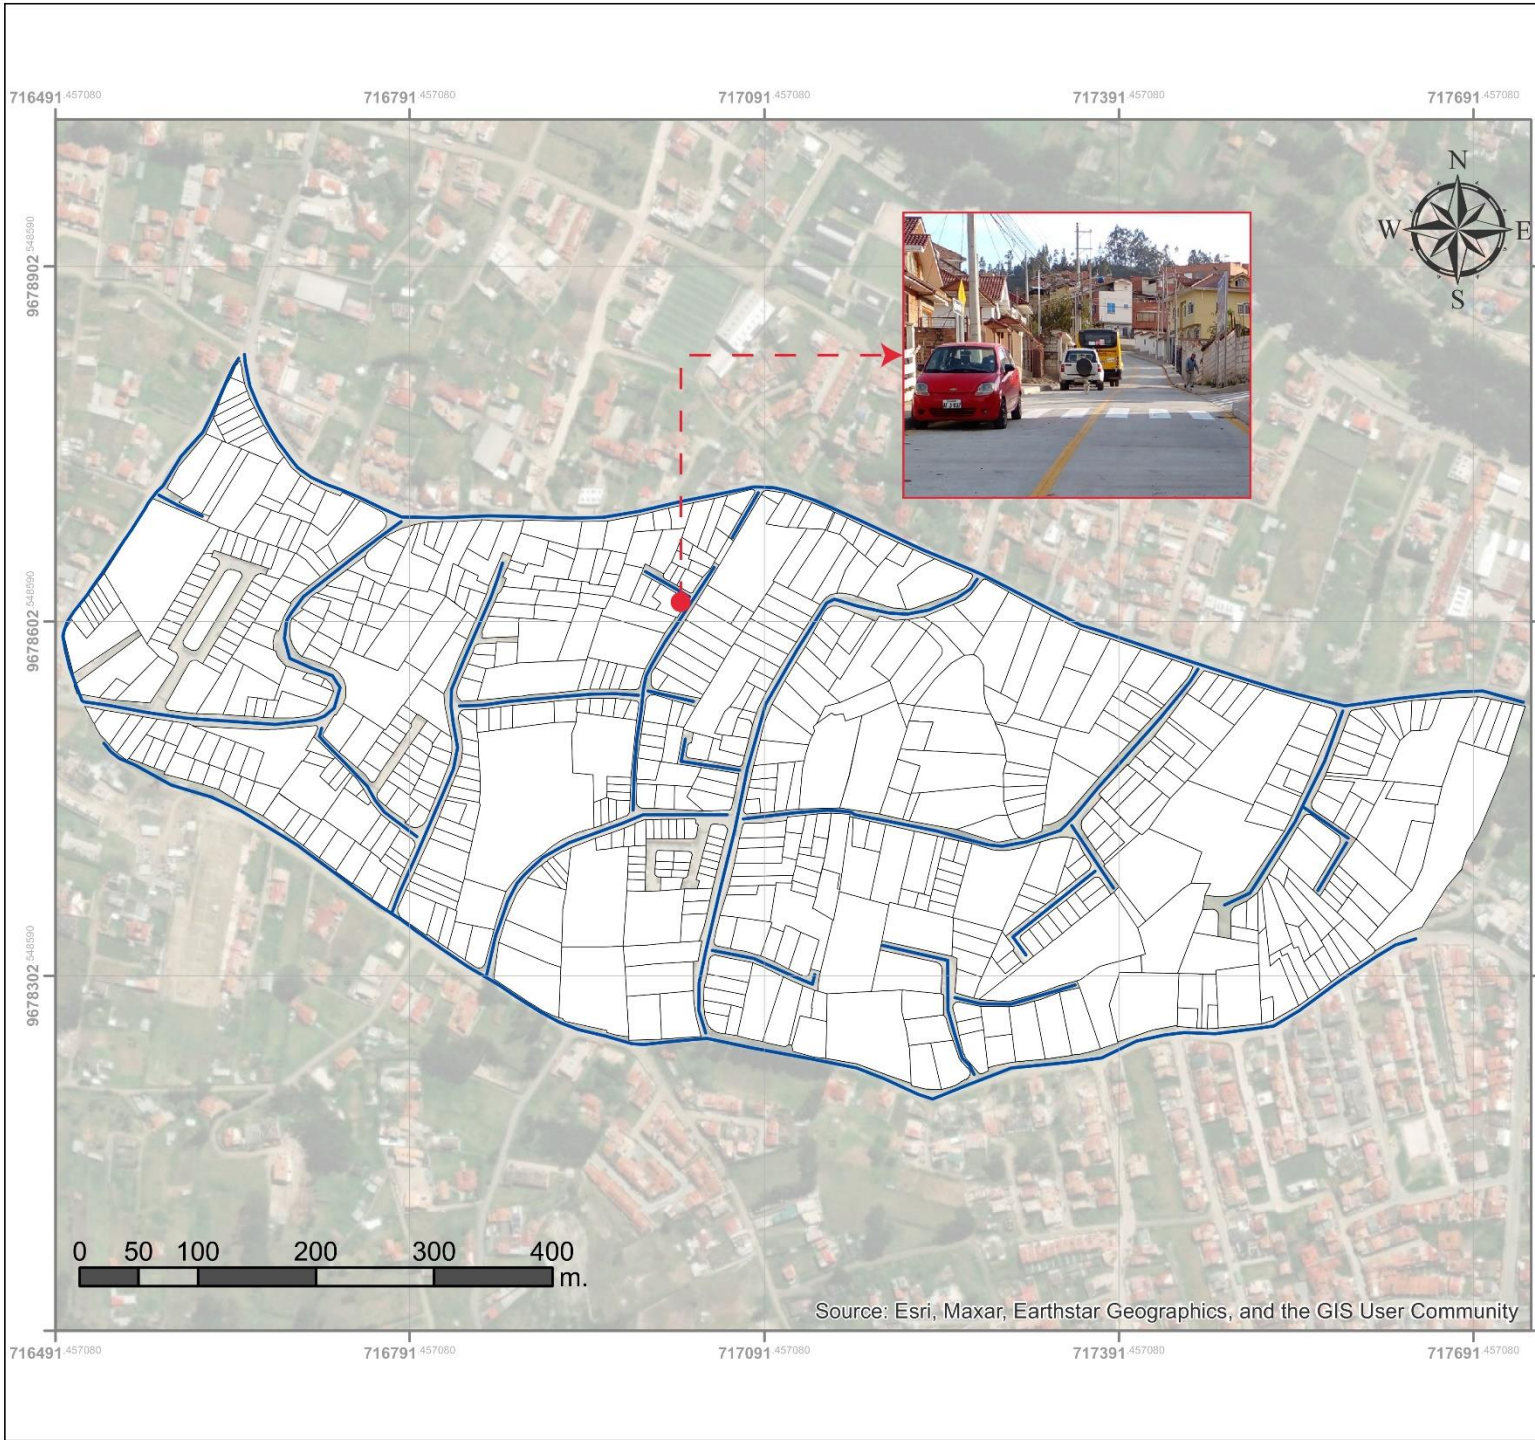 716491.457080 716791.457080 717091.457080 717391.457080 717691.457080
N
W E
S
9678902.548590
9678602.548590
9678302.548590
0 50 100 200 300 400
m.
Source: Esri, Maxar, Earthstar Geographics, and the GIS User Community
716491.457080 716791.457080 717091.457080 717391.457080 717691.457080